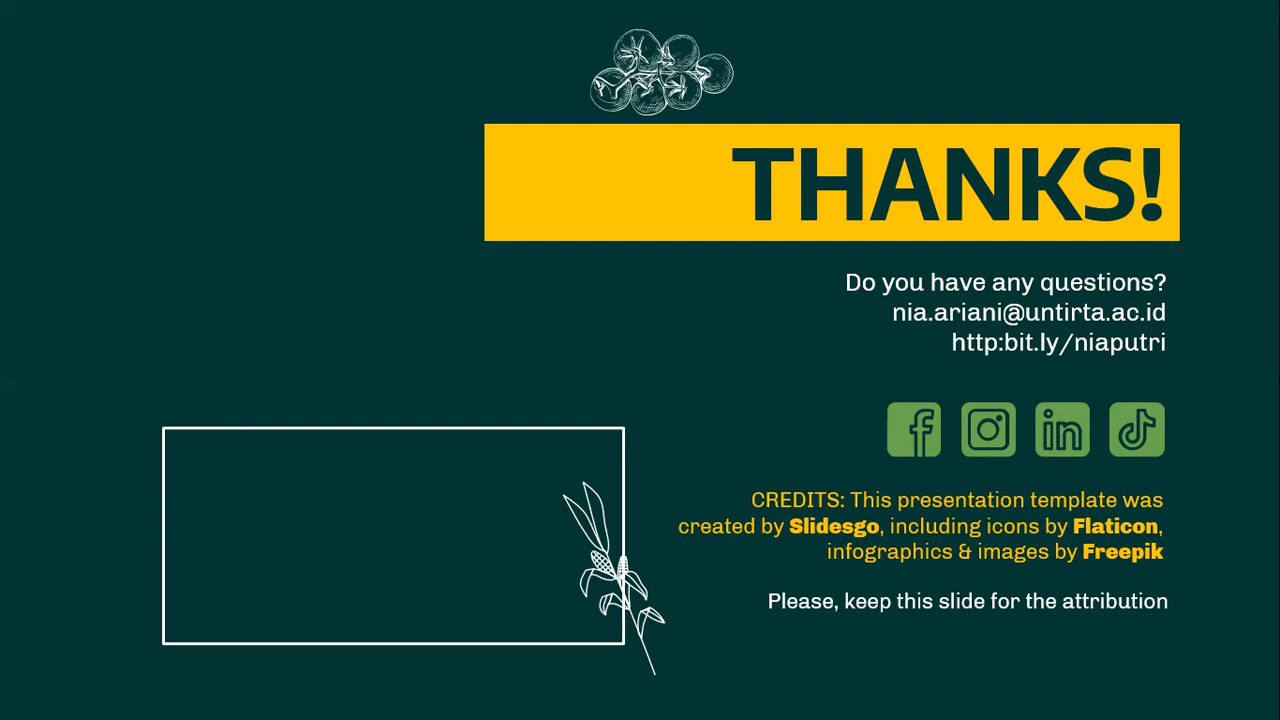 THANKS!
Do you have any questions?
nia.ariani@untirta.ac.id
http:bit.ly/niaputri
CREDITS: This presentation template was
created by Slidesgo, including icons by Flaticon,
infographics & images by Freepik
Please, keep this slide for the attribution